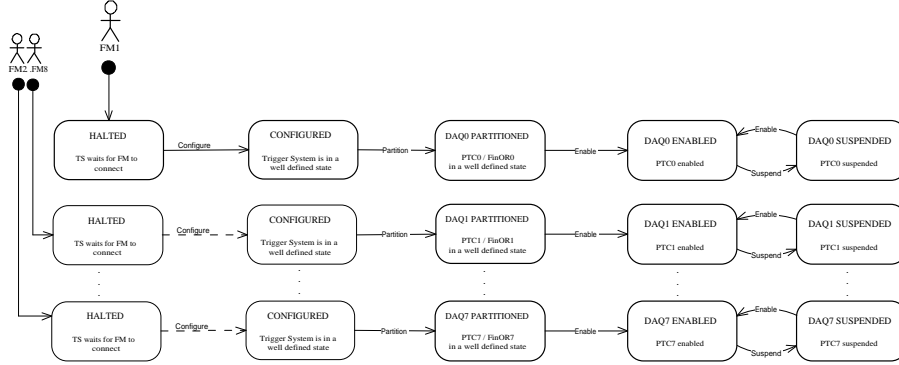 FM1
FM2 .FM8
HALTED
TS waits for FM to
connect
Configure
CONFIGURED
Trigger System is in a
well defined state
Partition
DAQ0 PARTITIONED
PTC0 / FinOR0
in a well defined state
Enable
DAQ0 ENABLED
PTC0 enabled
Enable
Suspend
DAQ0 SUSPENDED
PTC0 suspended
HALTED
TS waits for FM to
connect
Configure
CONFIGURED
Trigger System is in a
well defined state
Partition
DAQ1 PARTITIONED
PTC1 / FinOR1
in a well defined state
Enable
DAQ1 ENABLED
PTC1 enabled
Enable
Suspend
DAQ1 SUSPENDED
PTC1 suspended
HALTED
TS waits for FM to
connect
Configure
CONFIGURED
Trigger System is in a
well defined state
Partition
DAQ7 PARTITIONED
PTC7 / FinOR7
in a well defined state
Enable
DAQ7 ENABLED
PTC7 enabled
Enable
Suspend
DAQ7 SUSPENDED
PTC7 suspended